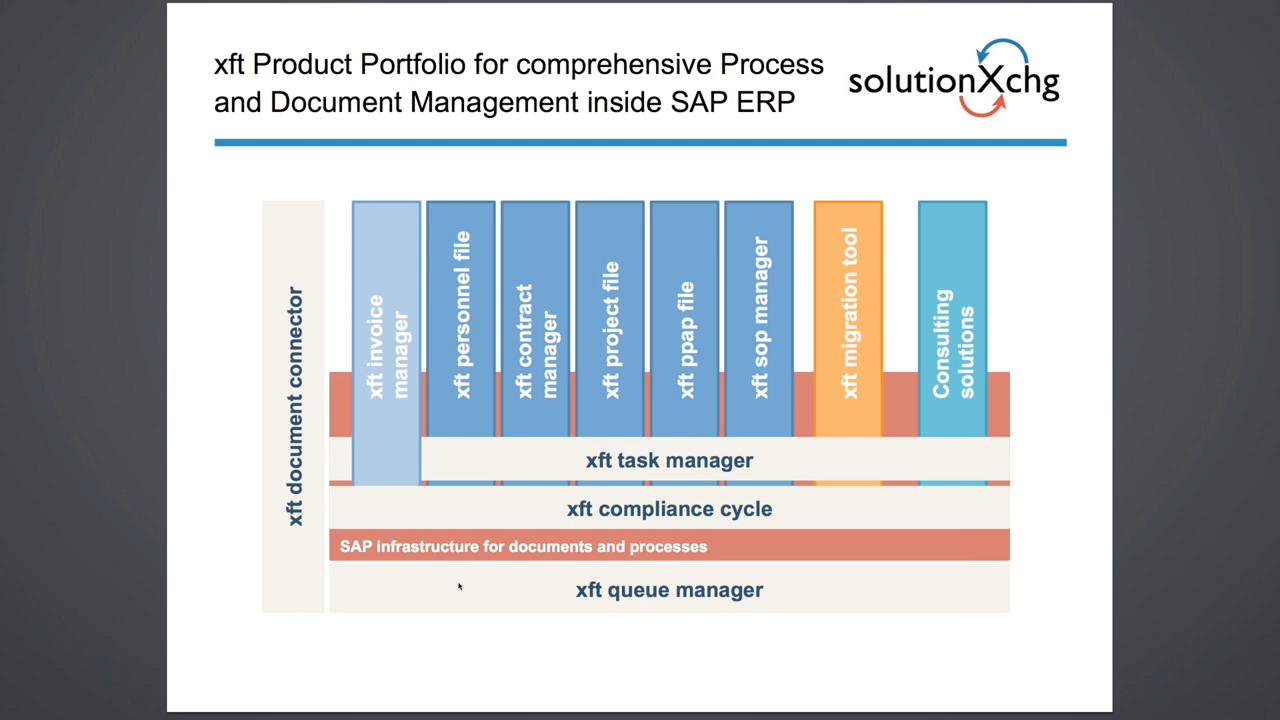 xft Product Portfolio for comprehensive Process
and Document Management inside SAP ERP
solutionXchg
xft document connector
xft invoice
manager
xft personnel file
xft contract
manager
xft project file
xft ppap file
xft sop manager
xft migration tool
Consulting
solutions
xft task manager
xft compliance cycle
SAP infrastructure for documents and processes
xft queue manager